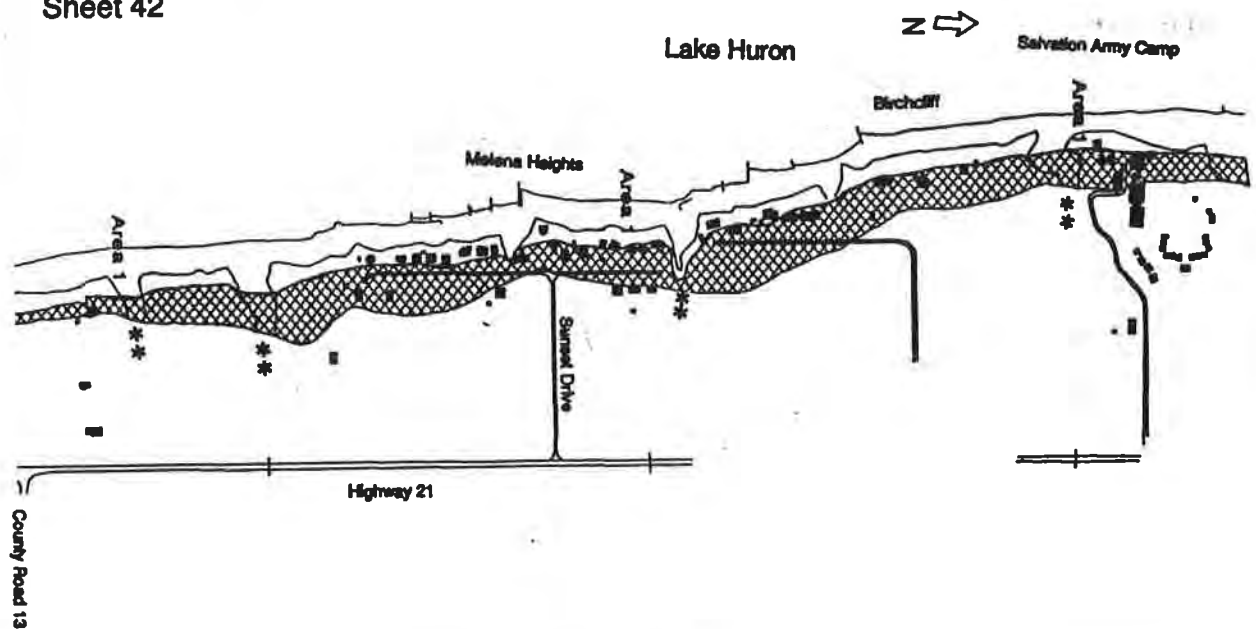 Sheet 42
N
Lake Huron
Salvation Army Camp
Birchcliff
Area 1
Melena Heights
Area
Area 1
**
**
**
**
Sunset Drive
Highway 21
County Road 13